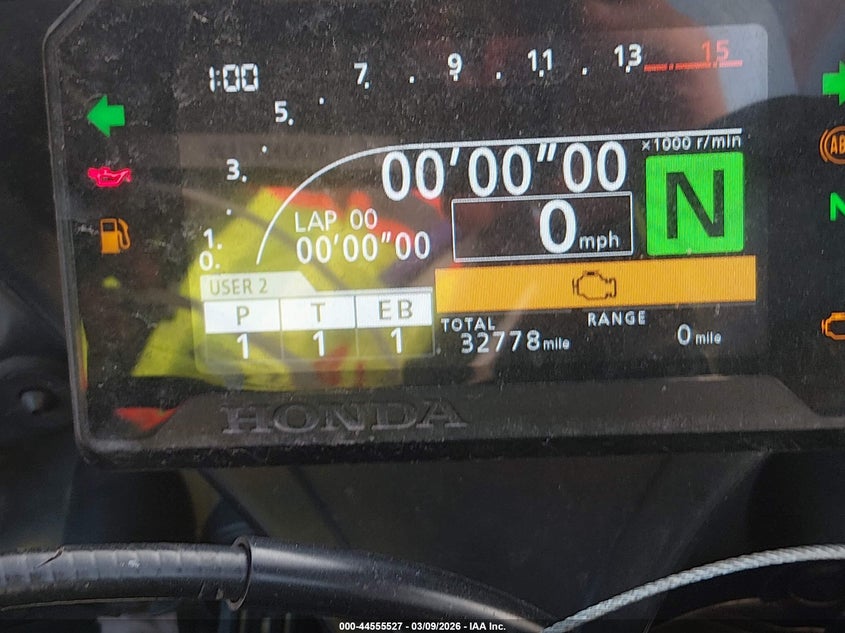 1:00
0. 1. 3. 5. 7. 9. 11. 13 15
×1000 r/min
00'00"00
N
LAP 00
00'00"00
0 mph
USER 2
P T EB
1 1 1
TOTAL
32778 mile
RANGE
0 mile
AB
N
HONDA
000-44555527 - 03/09/2026 - IAA Inc.